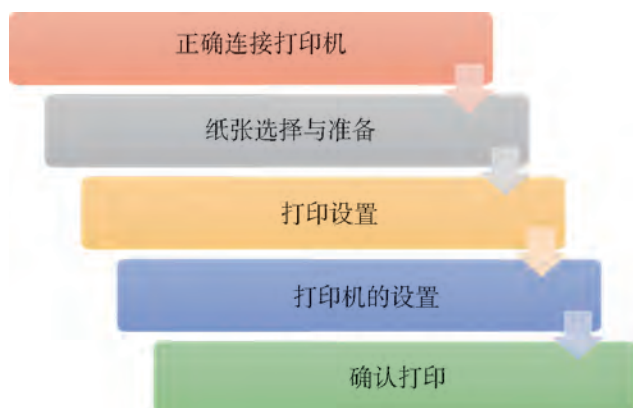 正确连接打印机
纸张选择与准备
打印设置
打印机的设置
确认打印